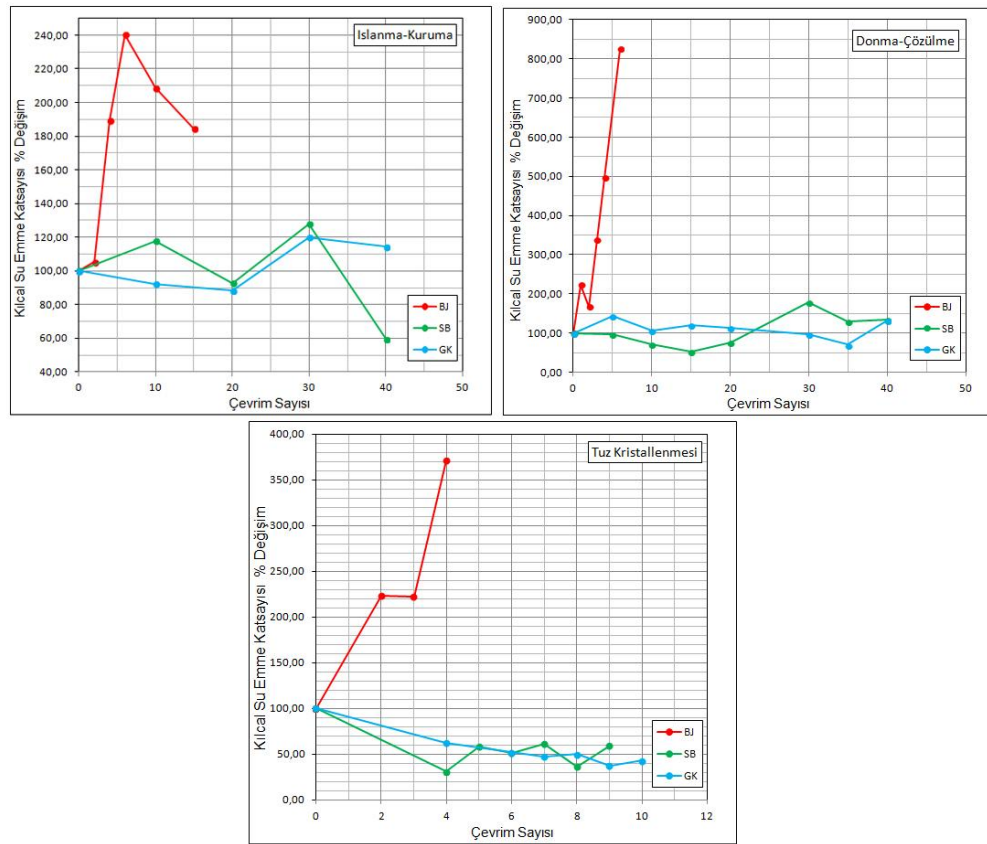 Islanma-Kuruma
Kılcal Su Emme Katsayısı % Değişim
240,00
220,00
200,00
180,00
160,00
140,00
120,00
100,00
80,00
60,00
40,00
BJ
SB
GK
0 10 20 30 40 50
Çevrim Sayısı
Donma-Çözülme
Kılcal Su Emme Katsayısı % Değişim
900,00
800,00
700,00
600,00
500,00
400,00
300,00
200,00
100,00
0,00
BJ
SB
GK
0 10 20 30 40 50
Çevrim Sayısı
Tuz Kristallenmesi
Kılcal Su Emme Katsayısı % Değişim
400,00
350,00
300,00
250,00
200,00
150,00
100,00
50,00
0,00
BJ
SB
GK
0 2 4 6 8 10 12
Çevrim Sayısı